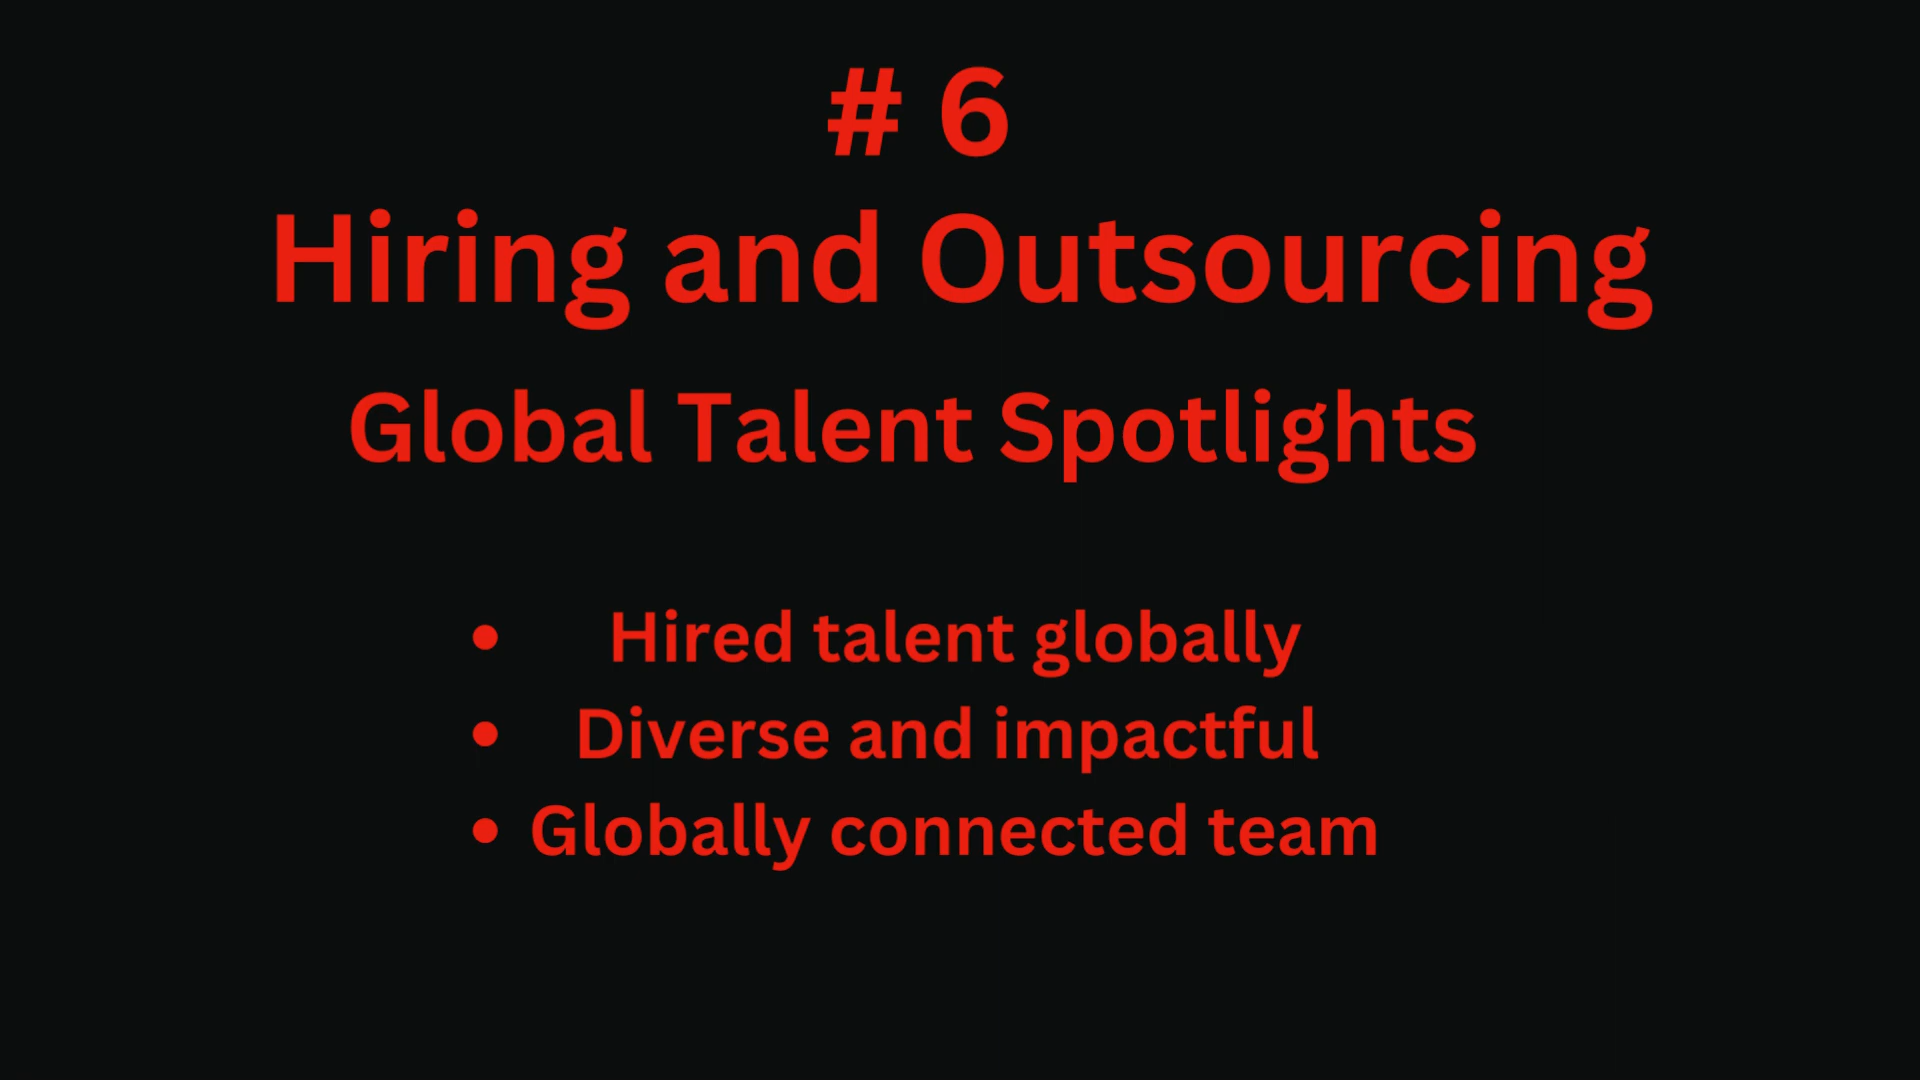 # 6
Hiring and Outsourcing
Global Talent Spotlights
• Hired talent globally
• Diverse and impactful
• Globally connected team